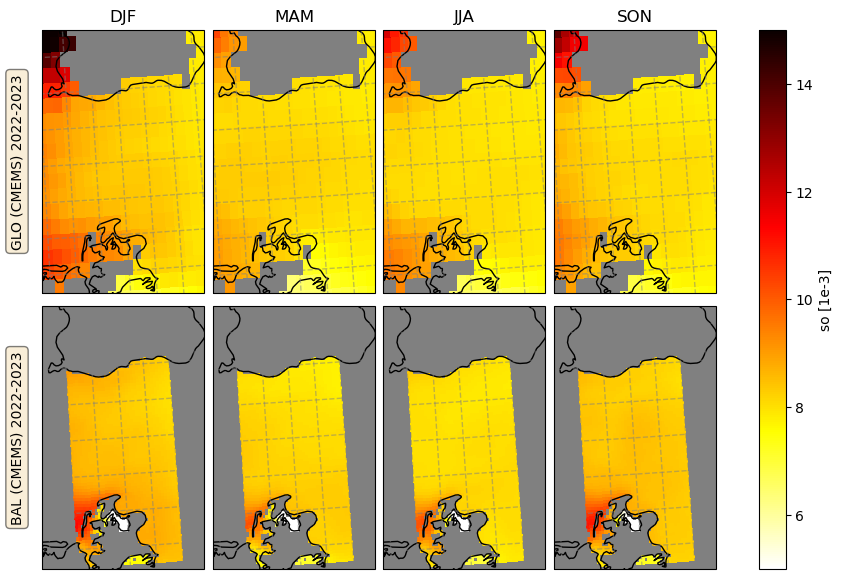 DJF MAM JJA SON
GLO (CMEMS) 2022-2023
BAL (CMEMS) 2022-2023
14
12
10
8
6
so [1e-3]